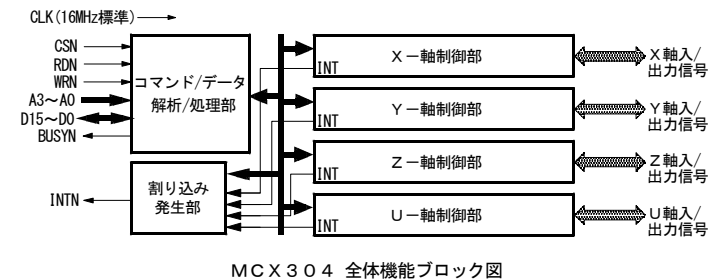 CLK(16MHz標準)
CSN
RDN
WRN
A3～A0
D15～D0
BUSYN
コマンド/データ
解析/処理部
INTN
割り込み
発生部
X－軸制御部
INT
X軸入/
出力信号
Y－軸制御部
INT
Y軸入/
出力信号
Z－軸制御部
INT
Z軸入/
出力信号
U－軸制御部
INT
U軸入/
出力信号
MCX304 全体機能ブロック図